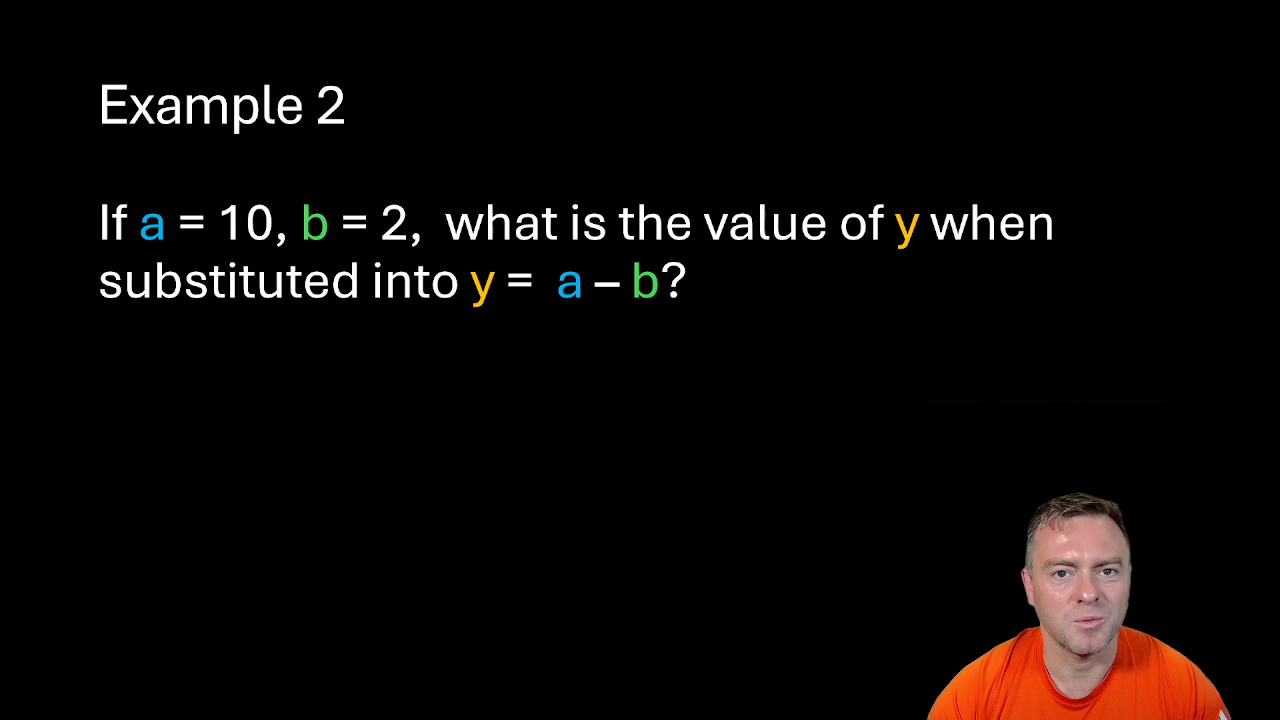 Example 2
If a = 10, b = 2,  what is the value of y when
substituted into y =  a – b?